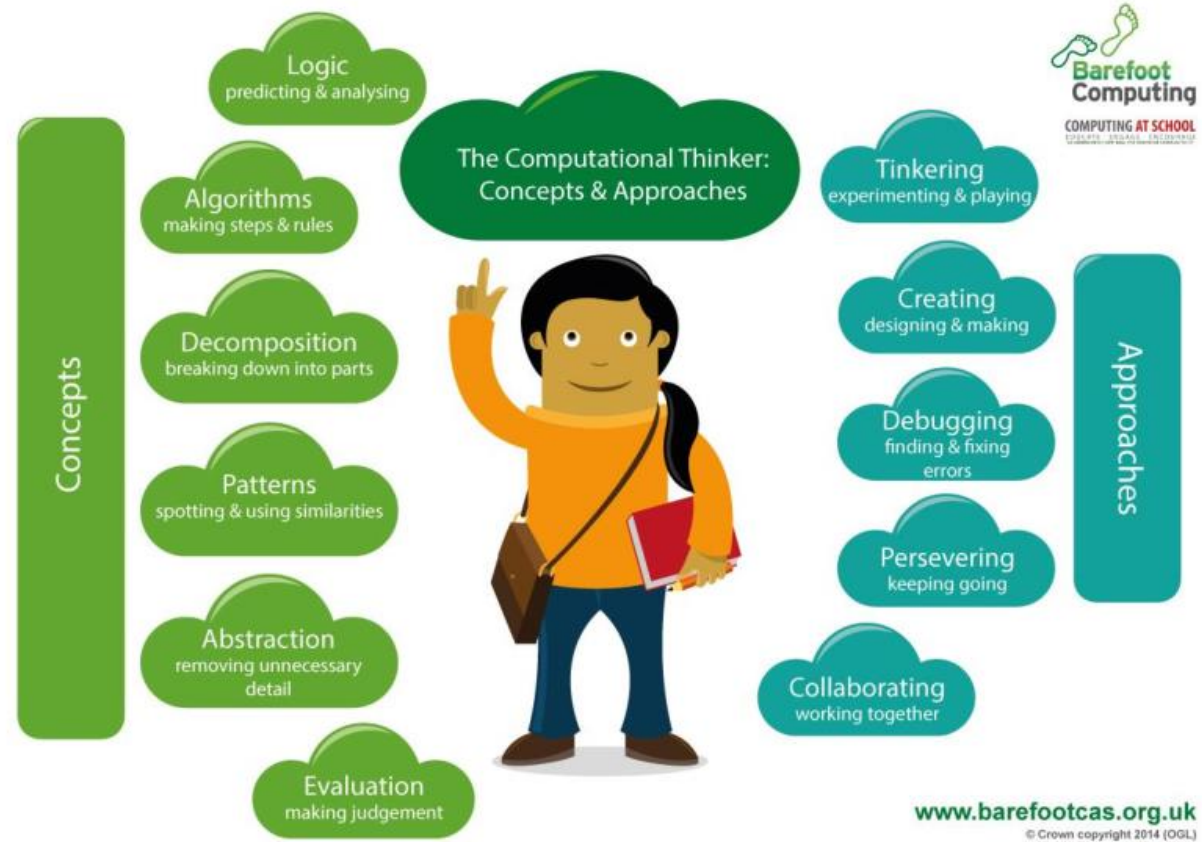 The Computational Thinker:
Concepts & Approaches
Concepts
Logic
predicting & analysing
Algorithms
making steps & rules
Decomposition
breaking down into parts
Patterns
spotting & using similarities
Abstraction
removing unnecessary
detail
Evaluation
making judgement
Approaches
Tinkering
experimenting & playing
Creating
designing & making
Debugging
finding & fixing
errors
Persevering
keeping going
Collaborating
working together
Barefoot
Computing
COMPUTING AT SCHOOL
EDUCATE · ENGAGE · ENCOURAGE
www.barefootcas.org.uk
© Crown copyright 2014 (OGL)